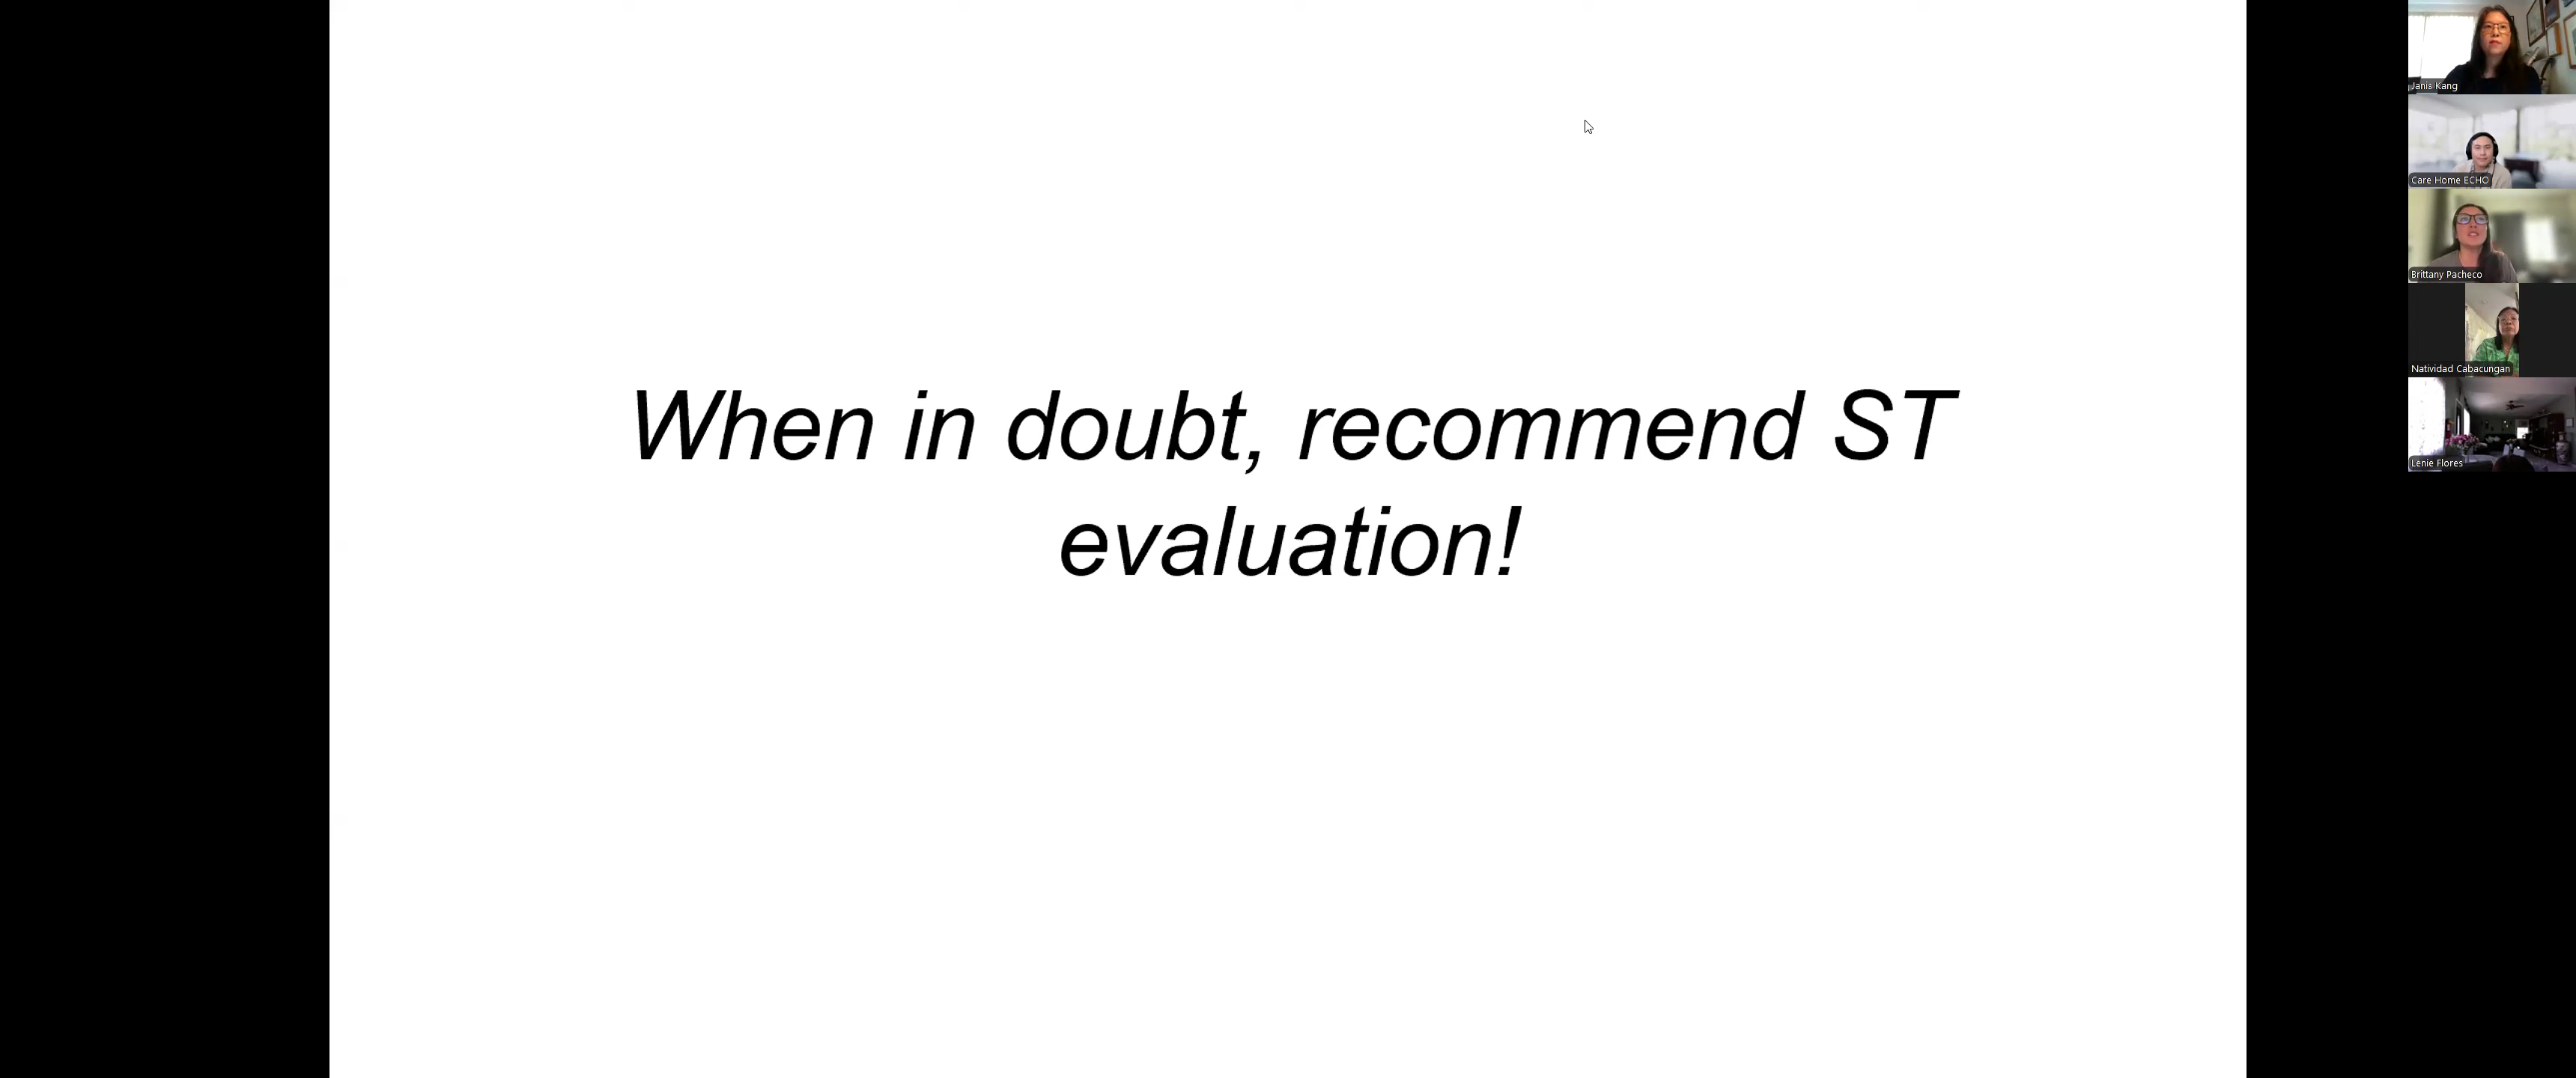 When in doubt, recommend ST
evaluation!
Janis Kang
Care Home ECHO
Brittany Pacheco
Natividad Cabacungan
Lenie Flores